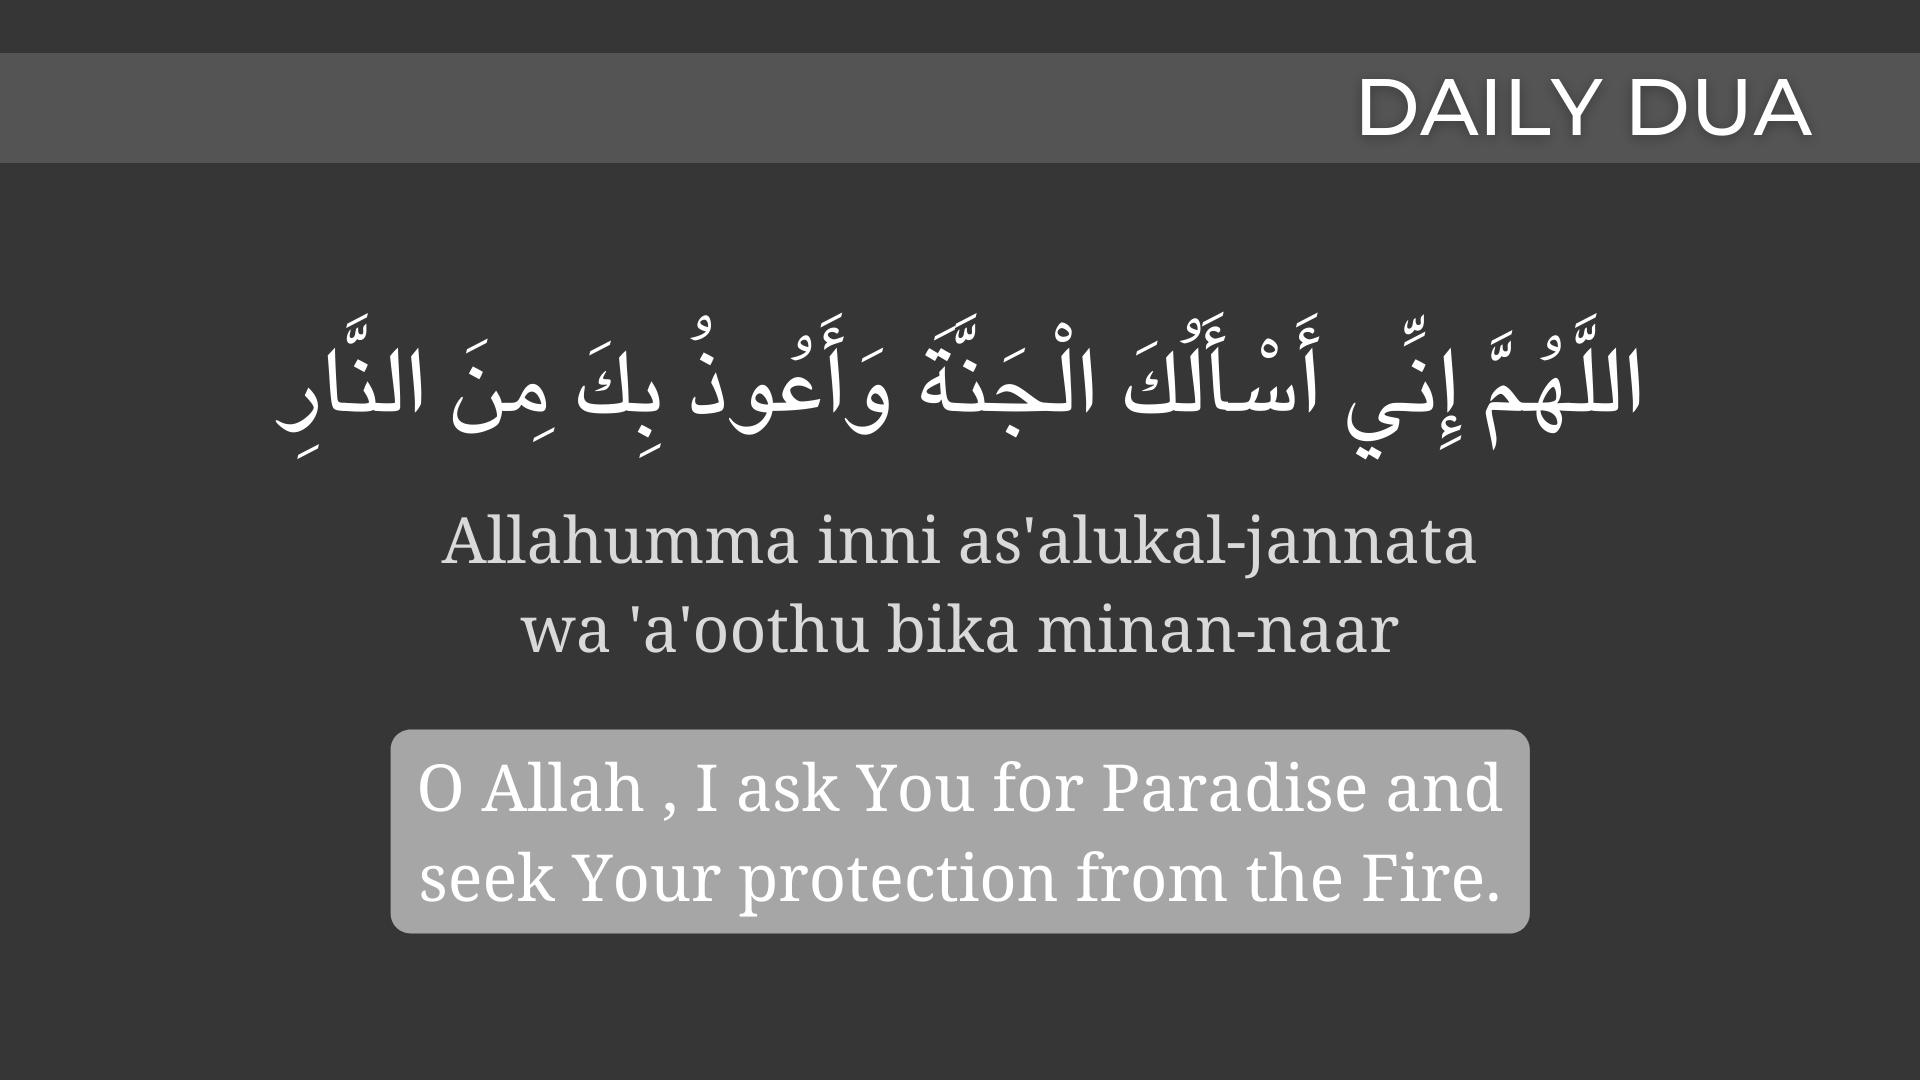 DAILY DUA
اللَّهُمَّ إِنِّي أَسْأَلُكَ الْجَنَّةَ وَأَعُوذُ بِكَ مِنَ النَّارِ
Allahumma inni as'alukal-jannata
wa 'a'oothu bika minan-naar
O Allah , I ask You for Paradise and
seek Your protection from the Fire.